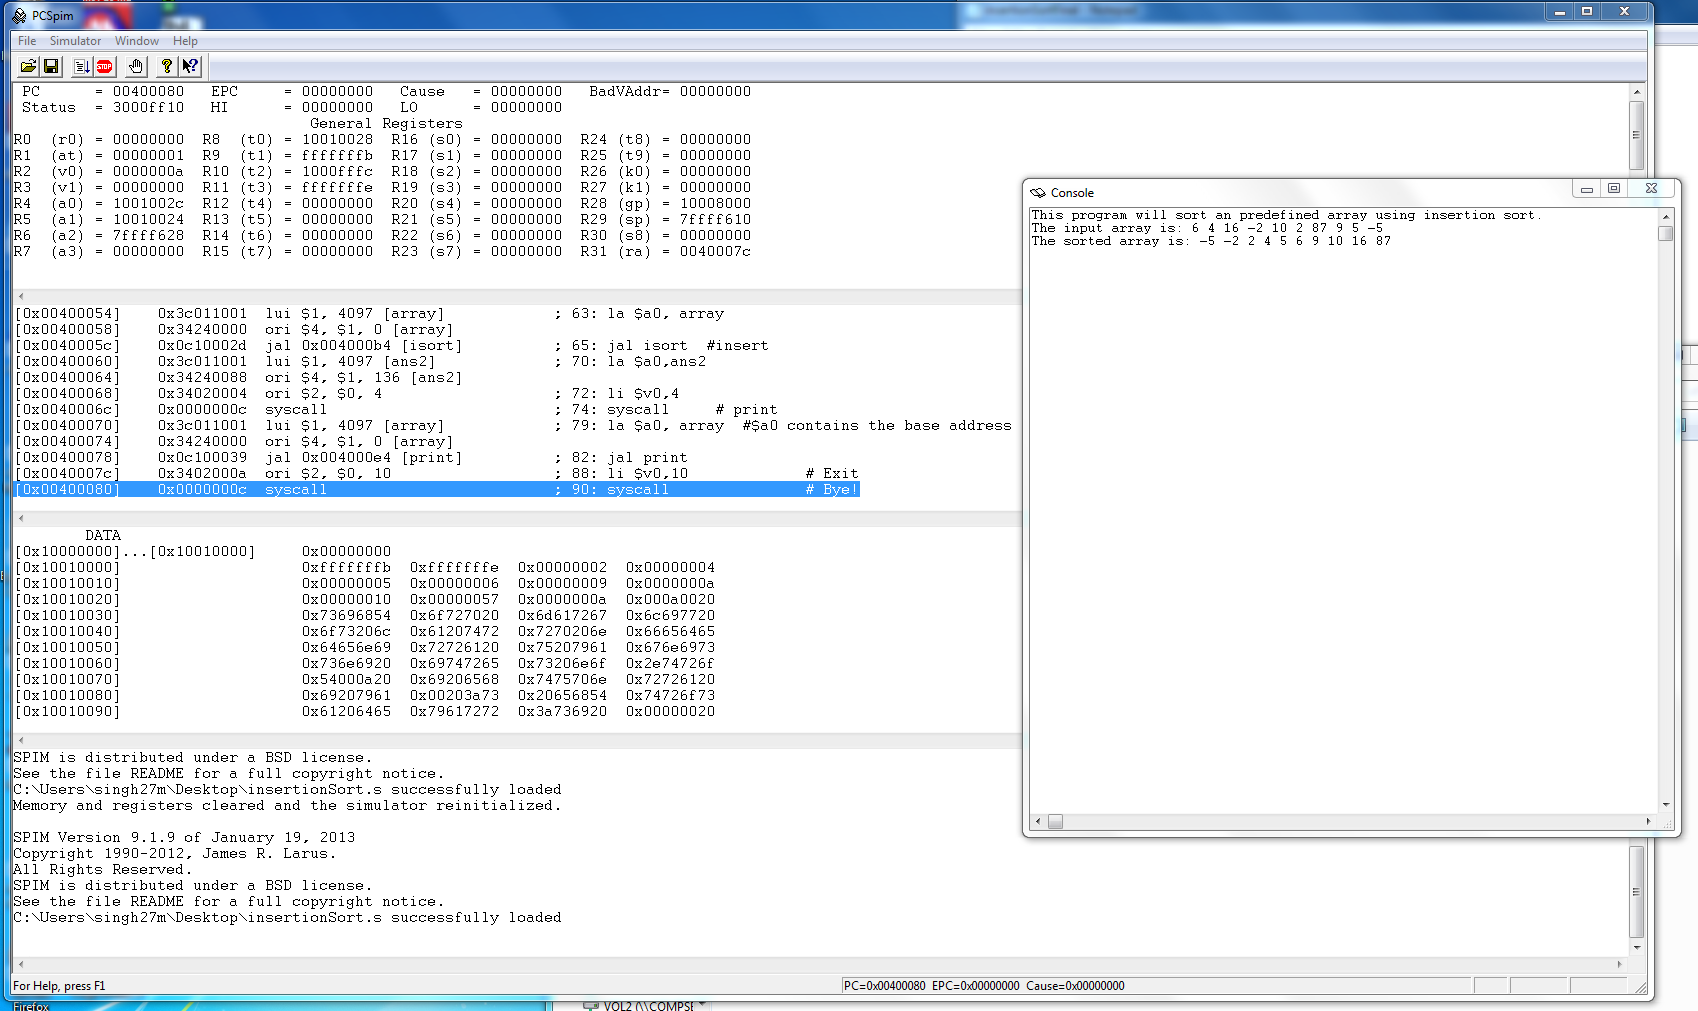 PCSpim
File Simulator Window Help
PC = 00400080 EPC = 00000000 Cause = 00000000 BadVAddr= 00000000
Status = 3000ff10 HI = 00000000 LO = 00000000
General Registers
R0 (r0) = 00000000 R8 (t0) = 10010028 R16 (s0) = 00000000 R24 (t8) = 00000000
R1 (at) = 00000001 R9 (t1) = fffffffb R17 (s1) = 00000000 R25 (t9) = 00000000
R2 (v0) = 0000000a R10 (t2) = 1000fffc R18 (s2) = 00000000 R26 (k0) = 00000000
R3 (v1) = 00000000 R11 (t3) = fffffffe R19 (s3) = 00000000 R27 (k1) = 00000000
R4 (a0) = 1001002c R12 (t4) = 00000000 R20 (s4) = 00000000 R28 (gp) = 10008000
R5 (a1) = 10010024 R13 (t5) = 00000000 R21 (s5) = 00000000 R29 (sp) = 7ffff610
R6 (a2) = 7ffff628 R14 (t6) = 00000000 R22 (s6) = 00000000 R30 (s8) = 00000000
R7 (a3) = 00000000 R15 (t7) = 00000000 R23 (s7) = 00000000 R31 (ra) = 0040007c
[0x00400054] 0x3c011001 lui $1, 4097 [array] ; 63: la $a0, array
[0x00400058] 0x34240000 ori $4, $1, 0 [array]
[0x0040005c] 0x0c10002d jal 0x004000b4 [isort] ; 65: jal isort #insert
[0x00400060] 0x3c011001 lui $1, 4097 [ans2] ; 70: la $a0,ans2
[0x00400064] 0x34240088 ori $4, $1, 136 [ans2]
[0x00400068] 0x34020004 ori $2, $0, 4 ; 72: li $v0,4
[0x0040006c] 0x0000000c syscall ; 74: syscall # print
[0x00400070] 0x3c011001 lui $1, 4097 [array] ; 79: la $a0, array #$a0 contains the base address
[0x00400074] 0x34240000 ori $4, $1, 0 [array]
[0x00400078] 0x0c100039 jal 0x004000e4 [print] ; 82: jal print
[0x0040007c] 0x3402000a ori $2, $0, 10 ; 88: li $v0,10 # Exit
[0x00400080] 0x0000000c syscall ; 90: syscall # Bye!
DATA
[0x10000000]...[0x10010000] 0x00000000
[0x10010000] 0xfffffffb 0xfffffffe 0x00000002 0x00000004
[0x10010010] 0x00000005 0x00000006 0x00000009 0x0000000a
[0x10010020] 0x00000010 0x00000057 0x0000000a 0x000a0020
[0x10010030] 0x73696854 0x6f727020 0x6d617267 0x6c697720
[0x10010040] 0x6f73206c 0x61207472 0x7270206e 0x66656465
[0x10010050] 0x64656e69 0x72726120 0x75207961 0x676e6973
[0x10010060] 0x736e6920 0x69747265 0x73206e6f 0x2e74726f
[0x10010070] 0x54000a20 0x69206568 0x7475706e 0x72726120
[0x10010080] 0x69207961 0x00203a73 0x20656854 0x74726f73
[0x10010090] 0x61206465 0x79617272 0x3a736920 0x00000020
SPIM is distributed under a BSD license.
See the file README for a full copyright notice.
C:\Users\singh27m\Desktop\insertionSort.s successfully loaded
Memory and registers cleared and the simulator reinitialized.
SPIM Version 9.1.9 of January 19, 2013
Copyright 1990-2012, James R. Larus.
All Rights Reserved.
SPIM is distributed under a BSD license.
See the file README for a full copyright notice.
C:\Users\singh27m\Desktop\insertionSort.s successfully loaded
For Help, press F1
PC=0x00400080 EPC=0x00000000 Cause=0x00000000
Console
This program will sort an predefined array using insertion sort.
The input array is: 6 4 16 -2 10 2 87 9 5 -5
The sorted array is: -5 -2 2 4 5 6 9 10 16 87
Firefox
VOL2 (\\COMPSE